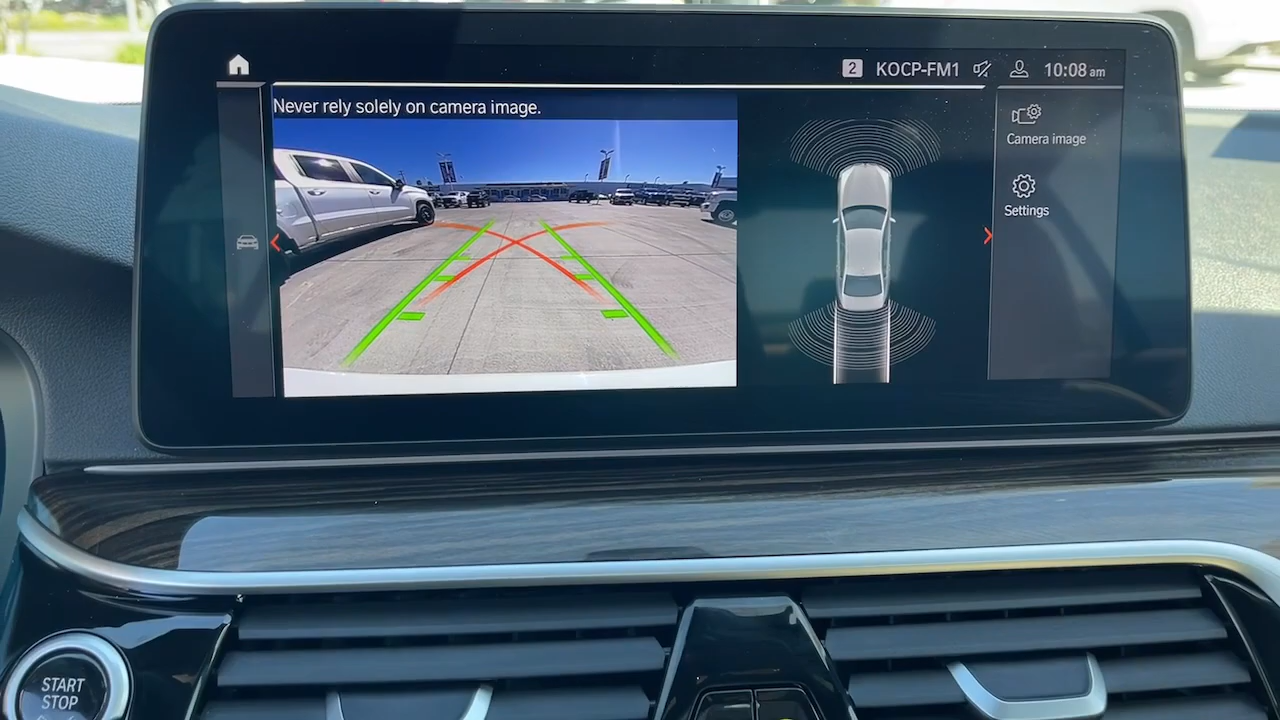 2 KOCP-FM1 10:08 am
Never rely solely on camera image.
Camera image
Settings
START
STOP